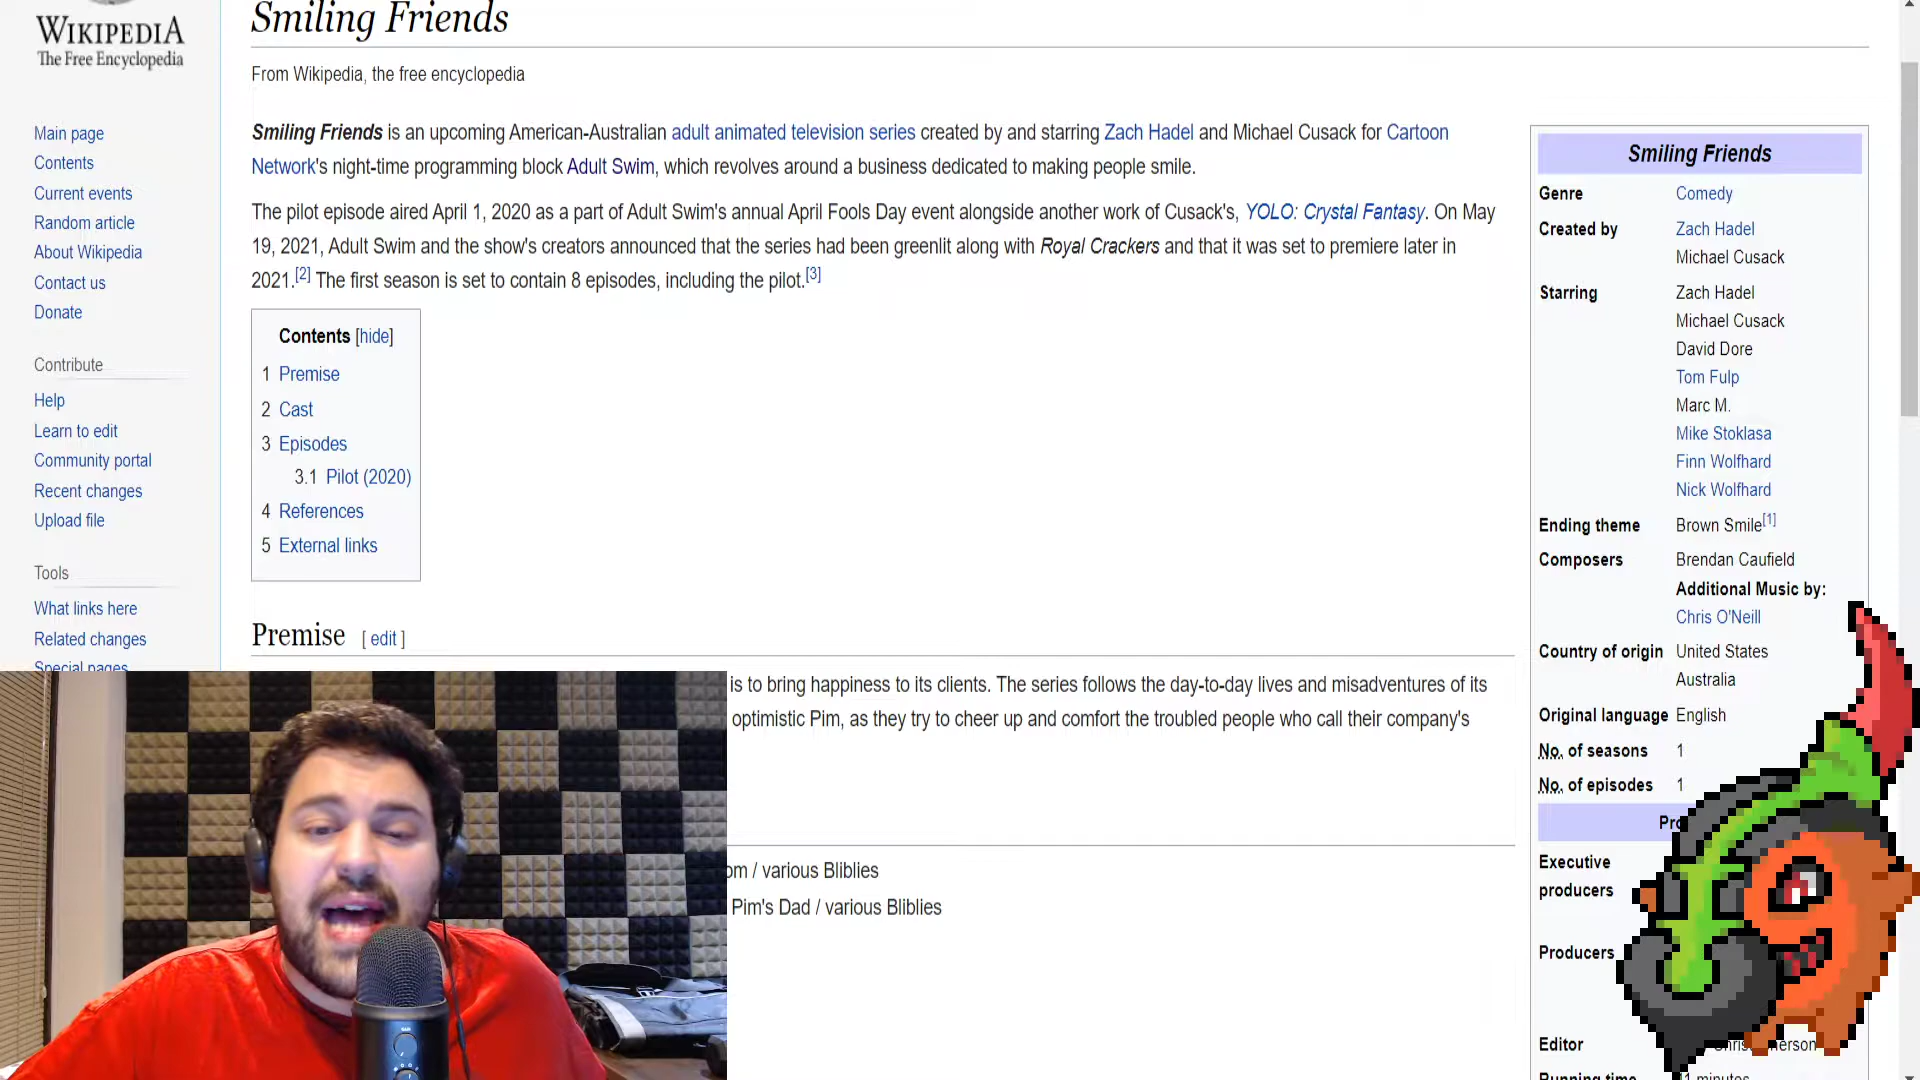 WIKIPEDIA
The Free Encyclopedia
Main page
Contents
Current events
Random article
About Wikipedia
Contact us
Donate
Contribute
Help
Learn to edit
Community portal
Recent changes
Upload file
Tools
What links here
Related changes
Special pages
Smiling Friends
From Wikipedia, the free encyclopedia
Smiling Friends is an upcoming American-Australian adult animated television series created by and starring Zach Hadel and Michael Cusack for Cartoon
Network's night-time programming block Adult Swim, which revolves around a business dedicated to making people smile.
The pilot episode aired April 1, 2020 as a part of Adult Swim's annual April Fools Day event alongside another work of Cusack's, YOLO: Crystal Fantasy. On May
19, 2021, Adult Swim and the show's creators announced that the series had been greenlit along with Royal Crackers and that it was set to premiere later in
2021.[2] The first season is set to contain 8 episodes, including the pilot.[3]
Contents [hide]
1 Premise
2 Cast
3 Episodes
3.1 Pilot (2020)
4 References
5 External links
Premise [ edit ]
is to bring happiness to its clients. The series follows the day-to-day lives and misadventures of its
optimistic Pim, as they try to cheer up and comfort the troubled people who call their company's
om / various Bliblies
Pim's Dad / various Bliblies
Smiling Friends
Genre Comedy
Created by Zach Hadel
Michael Cusack
Starring Zach Hadel
Michael Cusack
David Dore
Tom Fulp
Marc M.
Mike Stoklasa
Finn Wolfhard
Nick Wolfhard
Ending theme Brown Smile[1]
Composers Brendan Caufield
Additional Music by:
Chris O'Neill
Country of origin United States
Australia
Original language English
No. of seasons 1
No. of episodes 1
Executive
producers
Producers
Editor
Running time 11 minutes